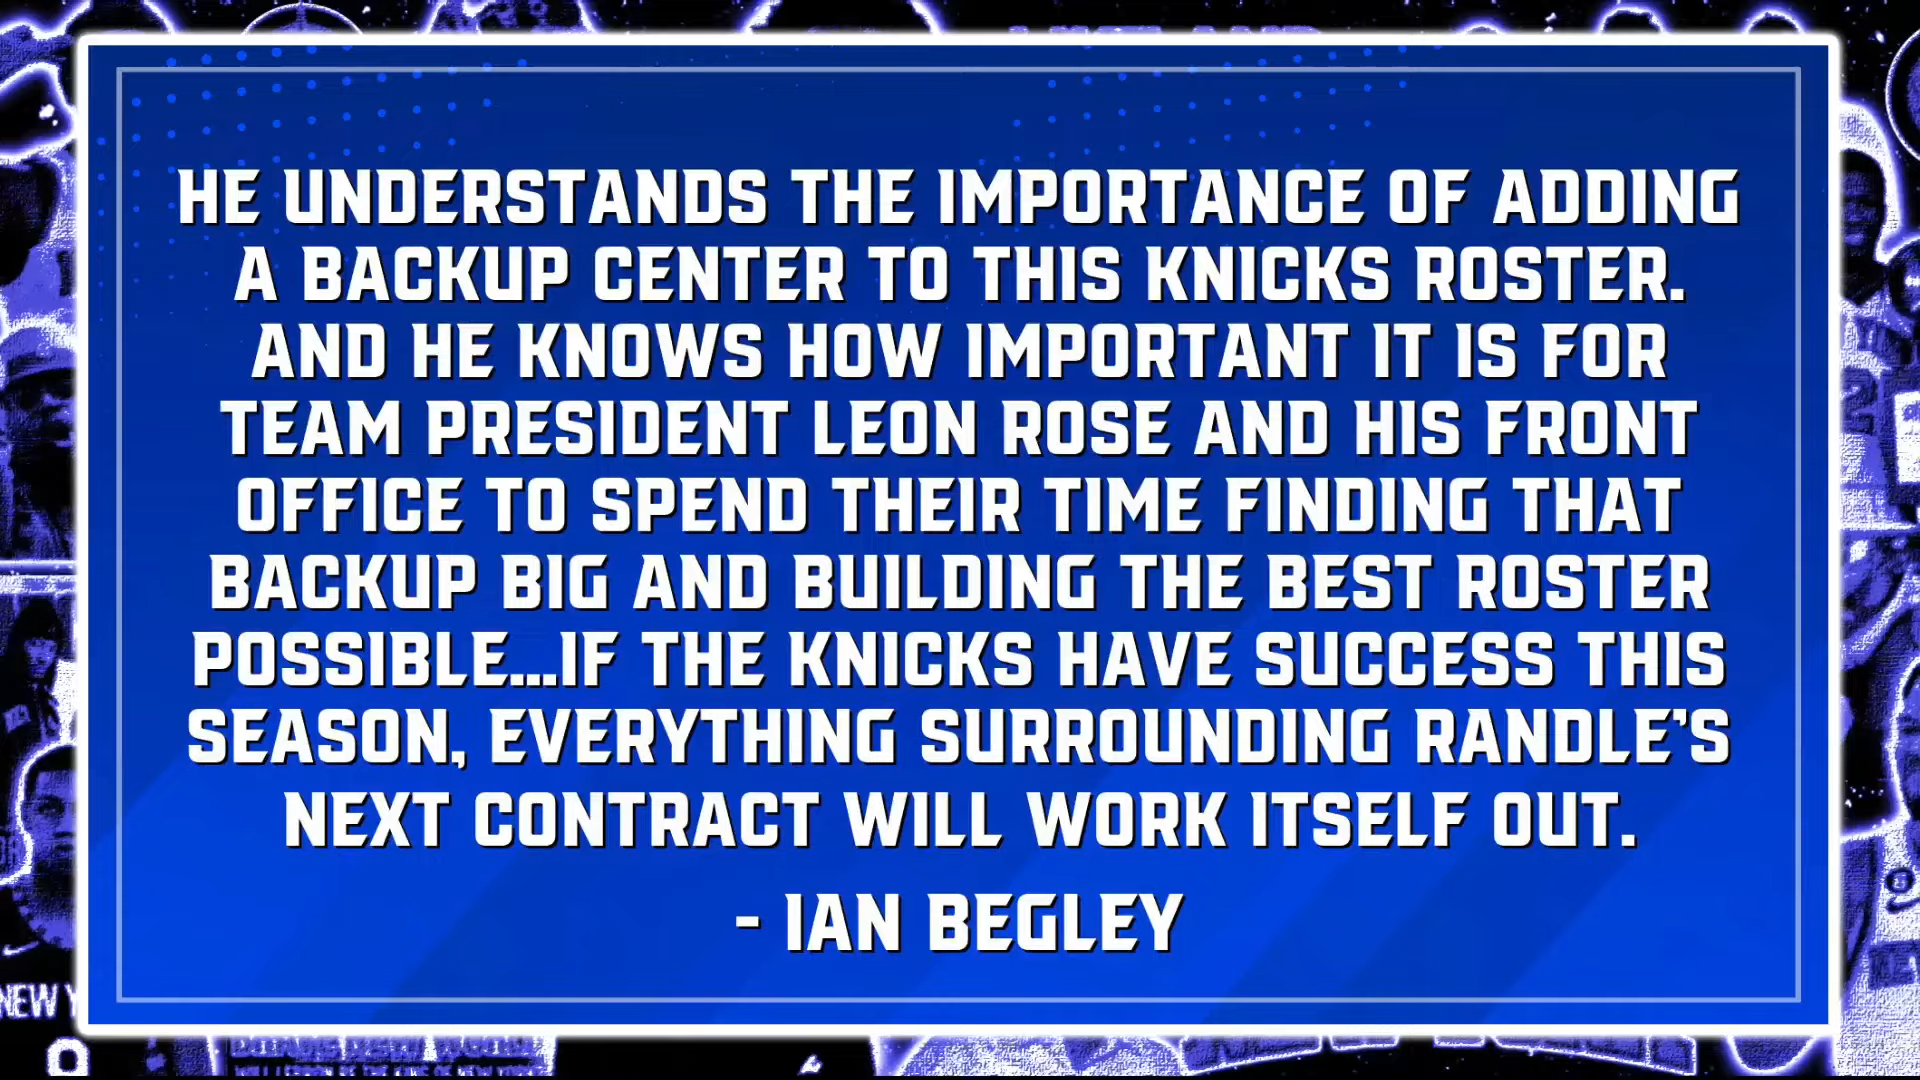 HE UNDERSTANDS THE IMPORTANCE OF ADDING
A BACKUP CENTER TO THIS KNICKS ROSTER.
AND HE KNOWS HOW IMPORTANT IT IS FOR
TEAM PRESIDENT LEON ROSE AND HIS FRONT
OFFICE TO SPEND THEIR TIME FINDING THAT
BACKUP BIG AND BUILDING THE BEST ROSTER
POSSIBLE...IF THE KNICKS HAVE SUCCESS THIS
SEASON, EVERYTHING SURROUNDING RANDLE'S
NEXT CONTRACT WILL WORK ITSELF OUT.
- IAN BEGLEY
NEW Y